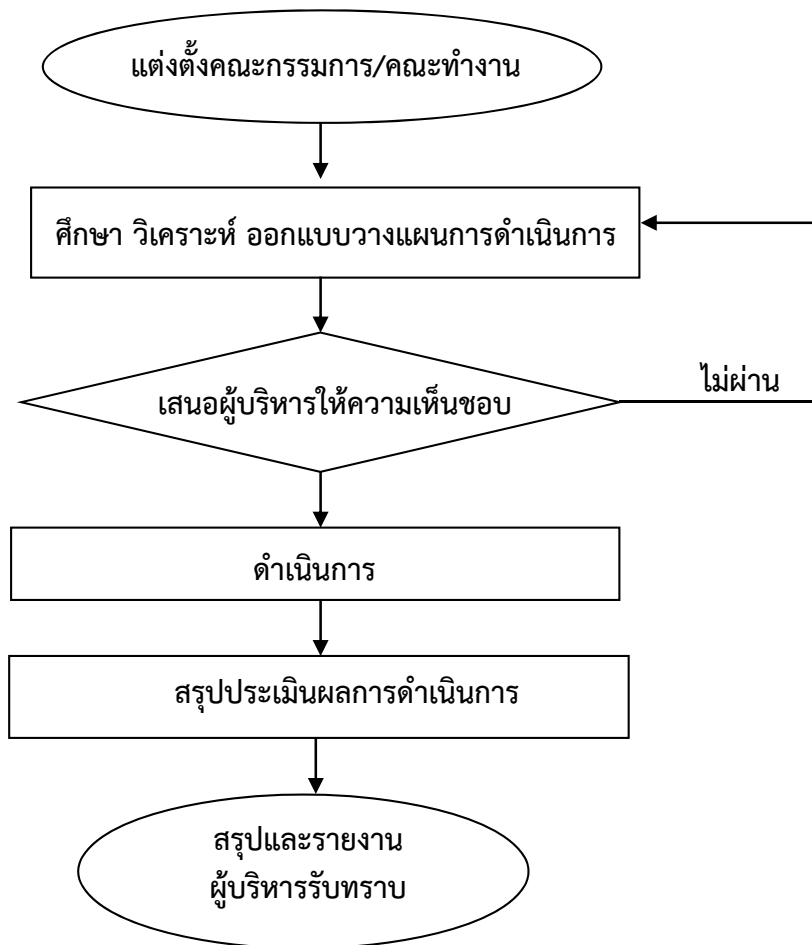 แต่งตั้งคณะกรรมการ/คณะทำงาน
ศึกษา วิเคราะห์ ออกแบบวางแผนการดำเนินการ
เสนอผู้บริหารให้ความเห็นชอบ
ไม่ผ่าน
ดำเนินการ
สรุปประเมินผลการดำเนินการ
สรุปและรายงาน
ผู้บริหารรับทราบ